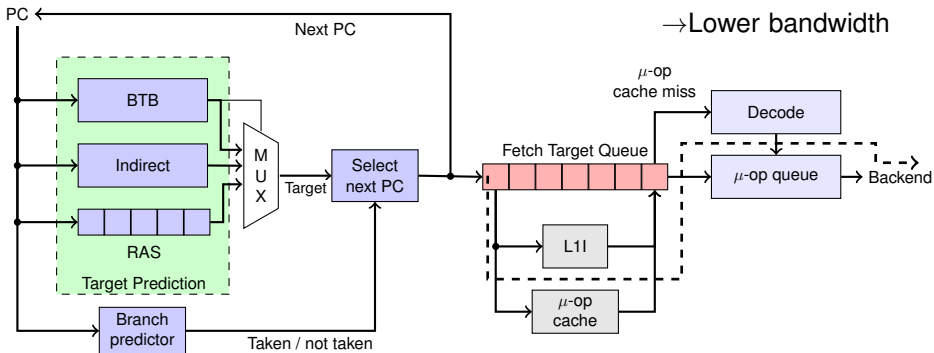 PC
Next PC
→Lower bandwidth
μ-op
cache miss
BTB
Decode
Indirect
M
U
X
Target
Select
next PC
Fetch Target Queue
μ-op queue
Backend
RAS
L1I
Target Prediction
μ-op
cache
Branch
predictor
Taken / not taken